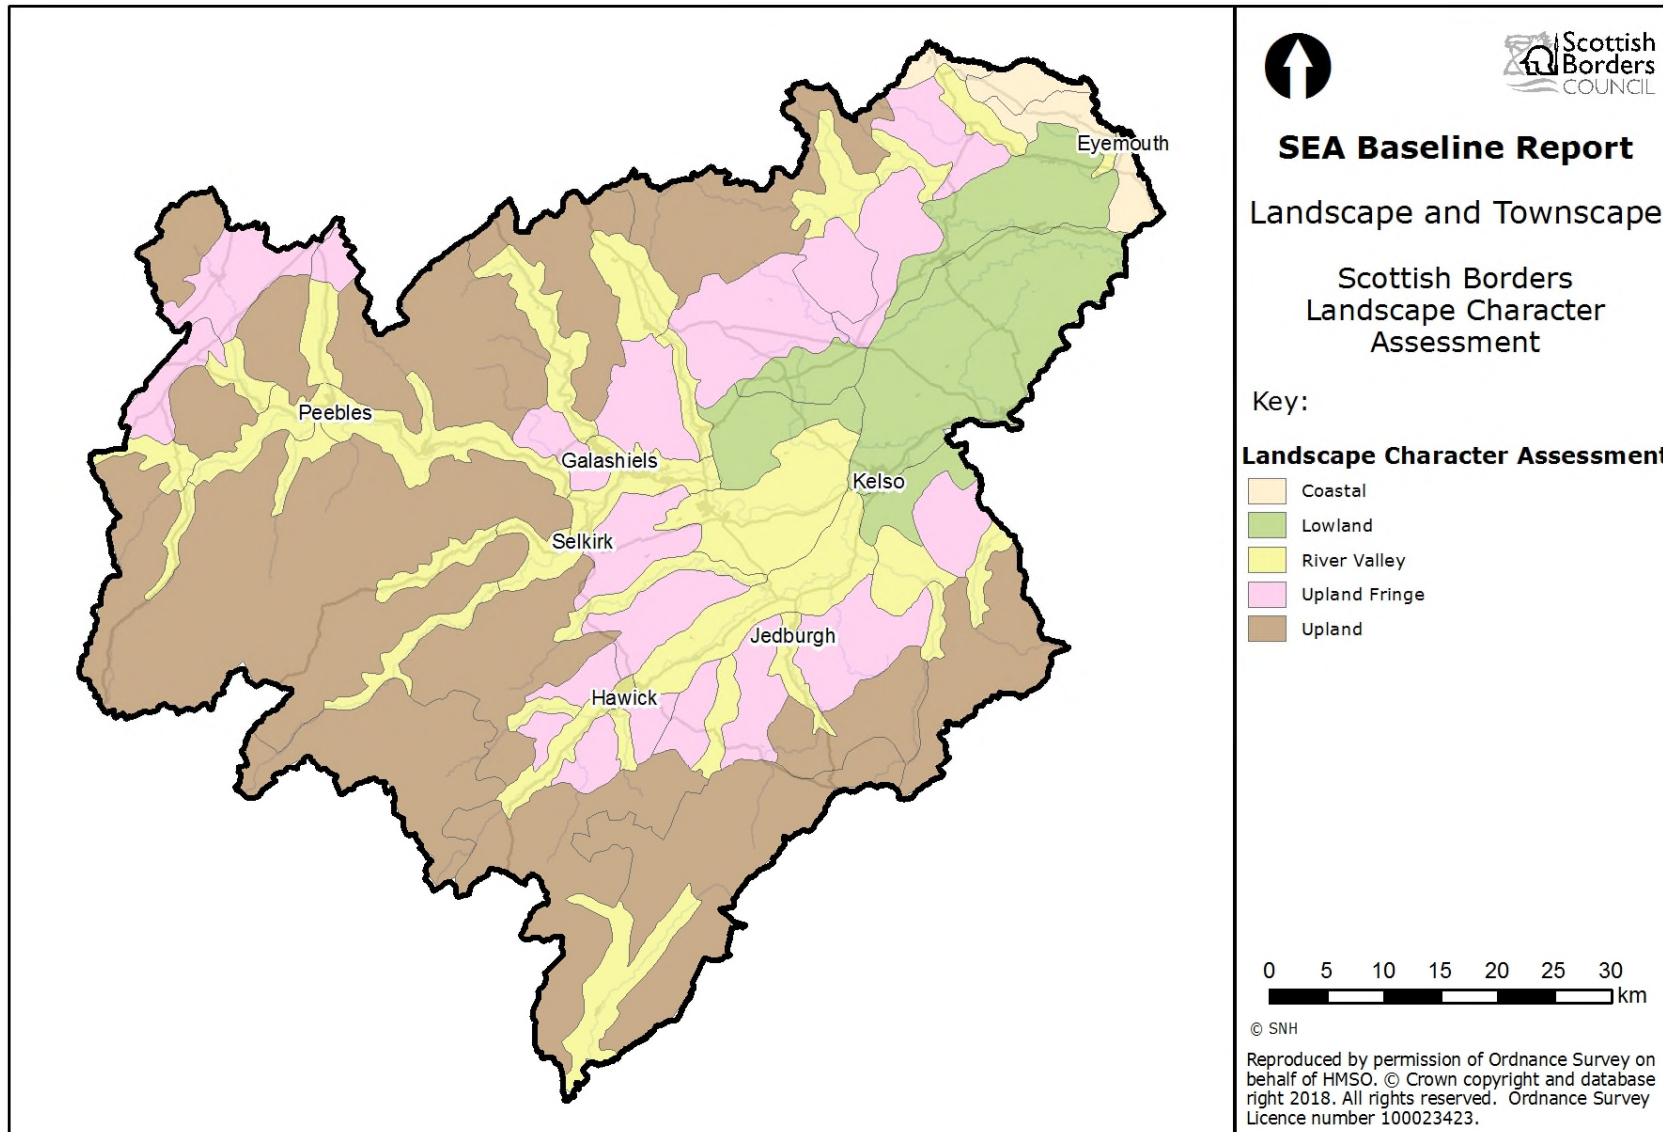 Eyemouth
Peebles
Galashiels
Kelso
Selkirk
Jedburgh
Hawick
Scottish
Borders
COUNCIL
SEA Baseline Report
Landscape and Townscape
Scottish Borders
Landscape Character
Assessment
Key:
Landscape Character Assessment
Coastal
Lowland
River Valley
Upland Fringe
Upland
0 5 10 15 20 25 30
km
© SNH
Reproduced by permission of Ordnance Survey on
behalf of HMSO. © Crown copyright and database
right 2018. All rights reserved. Ordnance Survey
Licence number 100023423.